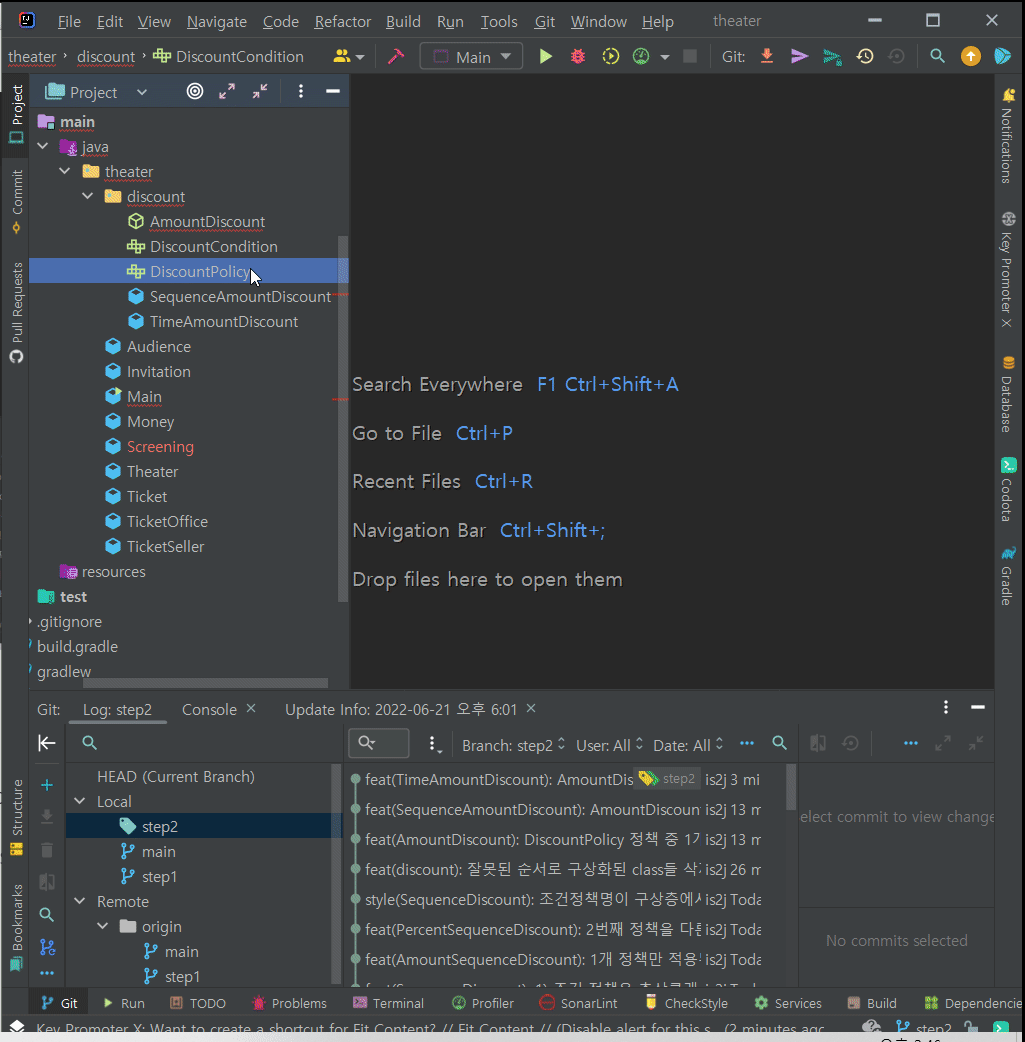 File Edit View Navigate Code Refactor Build Run Tools Git Window Help theater
theater discount DiscountCondition Main Git:
Project
Commit
Pull Requests
Structure
Bookmarks
Project
main
java
theater
discount
AmountDiscount
DiscountCondition
DiscountPolicy
SequenceAmountDiscount
TimeAmountDiscount
Audience
Invitation
Main
Money
Screening
Theater
Ticket
TicketOffice
TicketSeller
resources
test
.gitignore
build.gradle
gradlew
Search Everywhere F1 Ctrl+Shift+A
Go to File Ctrl+P
Recent Files Ctrl+R
Navigation Bar Ctrl+Shift+;
Drop files here to open them
Notifications
Key Promoter X
Database
Codota
Gradle
Git: Log: step2 Console Update Info: 2022-06-21 오후 6:01
HEAD (Current Branch)
Local
step2
main
step1
Remote
origin
main
step1
Branch: step2 User: All Date: All
feat(TimeAmountDiscount): AmountDis step2 is2j 3 mi
feat(SequenceAmountDiscount): AmountDiscoun is2j 13 m
feat(AmountDiscount): DiscountPolicy 정책 중 1가 is2j 13 m
feat(discount): 잘못된 순서로 구상화된 class들 삭 is2j 26 m
style(SequenceDiscount): 조건정책명이 구상층에서 is2j Toda
feat(PercentSequenceDiscount): 2번째 정책을 다른 is2j Toda
feat(AmountSequenceDiscount): 1개 정책만 적용 is2j Toda
elect commit to view change
No commits selected
Git Run TODO Problems Terminal Profiler SonarLint CheckStyle Services Build Dependencie
Key Promoter X: Want to create a shortcut for Fit Content? // Fit Content // (Disable alert for this s... (2 minutes ago step2